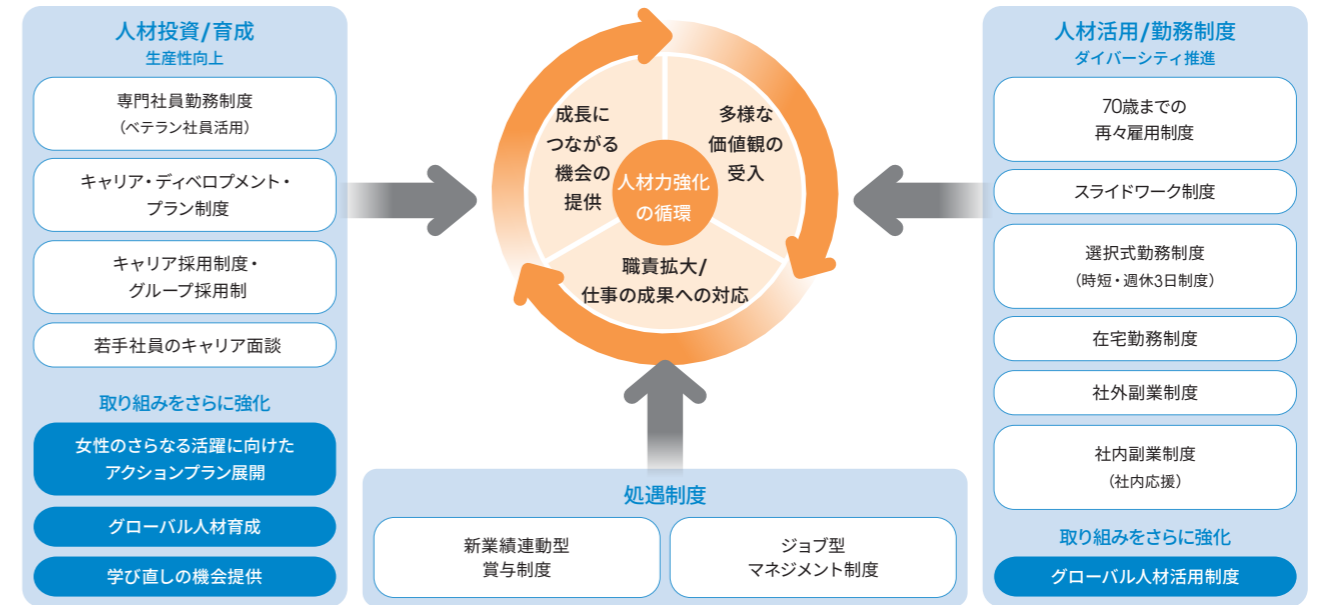 人材投資/育成
生産性向上
専門社員勤務制度
（ベテラン社員活用）
キャリア・ディベロプメント・
プラン制度
キャリア採用制度・
グループ採用制
若手社員のキャリア面談
取り組みをさらに強化
女性のさらなる活躍に向けた
アクションプラン展開
グローバル人材育成
学び直しの機会提供
成長に
つながる
機会の
提供
多様な
価値観の
受入
人材力強化
の循環
職責拡大/
仕事の成果への対応
処遇制度
新業績連動型
賞与制度
ジョブ型
マネジメント制度
人材活用/勤務制度
ダイバーシティ推進
70歳までの
再々雇用制度
スライドワーク制度
選択式勤務制度
（時短・週休3日制度）
在宅勤務制度
社外副業制度
社内副業制度
（社内応援）
取り組みをさらに強化
グローバル人材活用制度